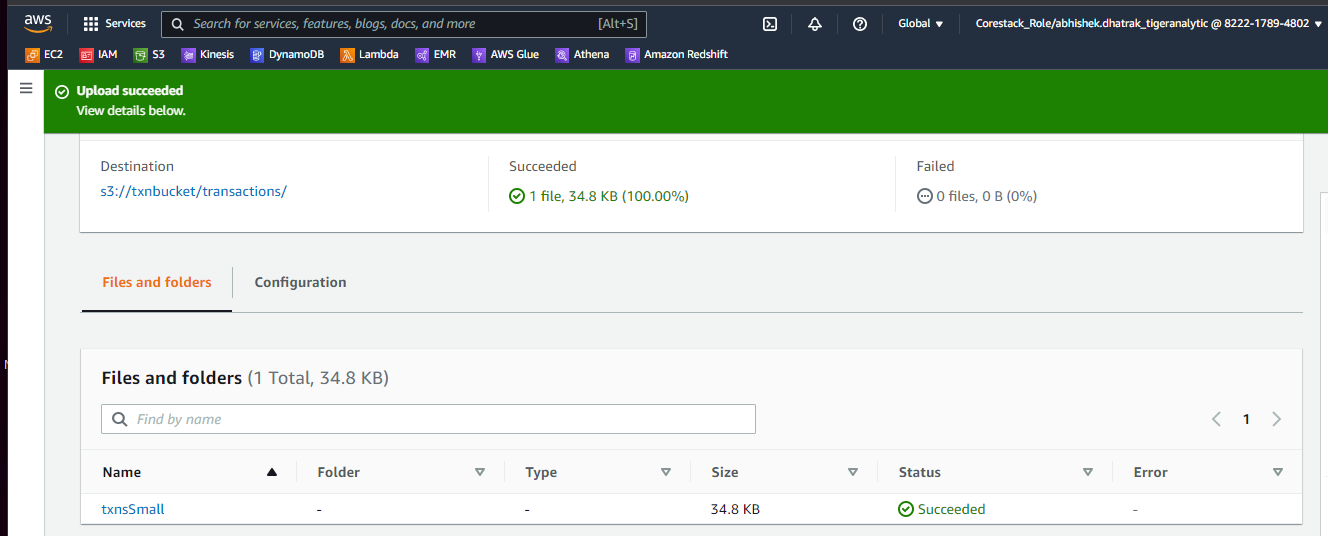 aws Services Search for services, features, blogs, docs, and more [Alt+S] Global Corestack_Role/abhishek.dhatrak_tigeranalytic @ 8222-1789-4802
EC2 IAM S3 Kinesis DynamoDB Lambda EMR AWS Glue Athena Amazon Redshift
Upload succeeded
View details below.
Destination Succeeded Failed
s3://txnbucket/transactions/ 1 file, 34.8 KB (100.00%) 0 files, 0 B (0%)
Files and folders Configuration
Files and folders (1 Total, 34.8 KB)
Find by name 1
Name Folder Type Size Status Error
txnsSmall - - 34.8 KB Succeeded -